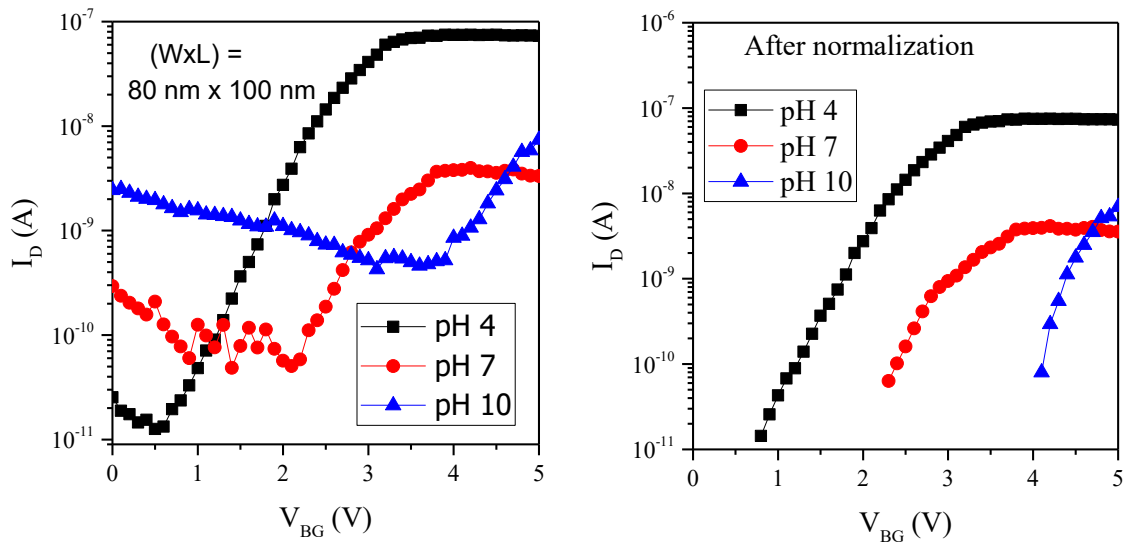 (WxL) =
80 nm x 100 nm
10⁻⁷
10⁻⁸
10⁻⁹
10⁻¹⁰
10⁻¹¹
I_D (A)
pH 4
pH 7
pH 10
0 1 2 3 4 5
V_BG (V)
After normalization
10⁻⁶
10⁻⁷
10⁻⁸
10⁻⁹
10⁻¹⁰
10⁻¹¹
I_D (A)
pH 4
pH 7
pH 10
0 1 2 3 4 5
V_BG (V)